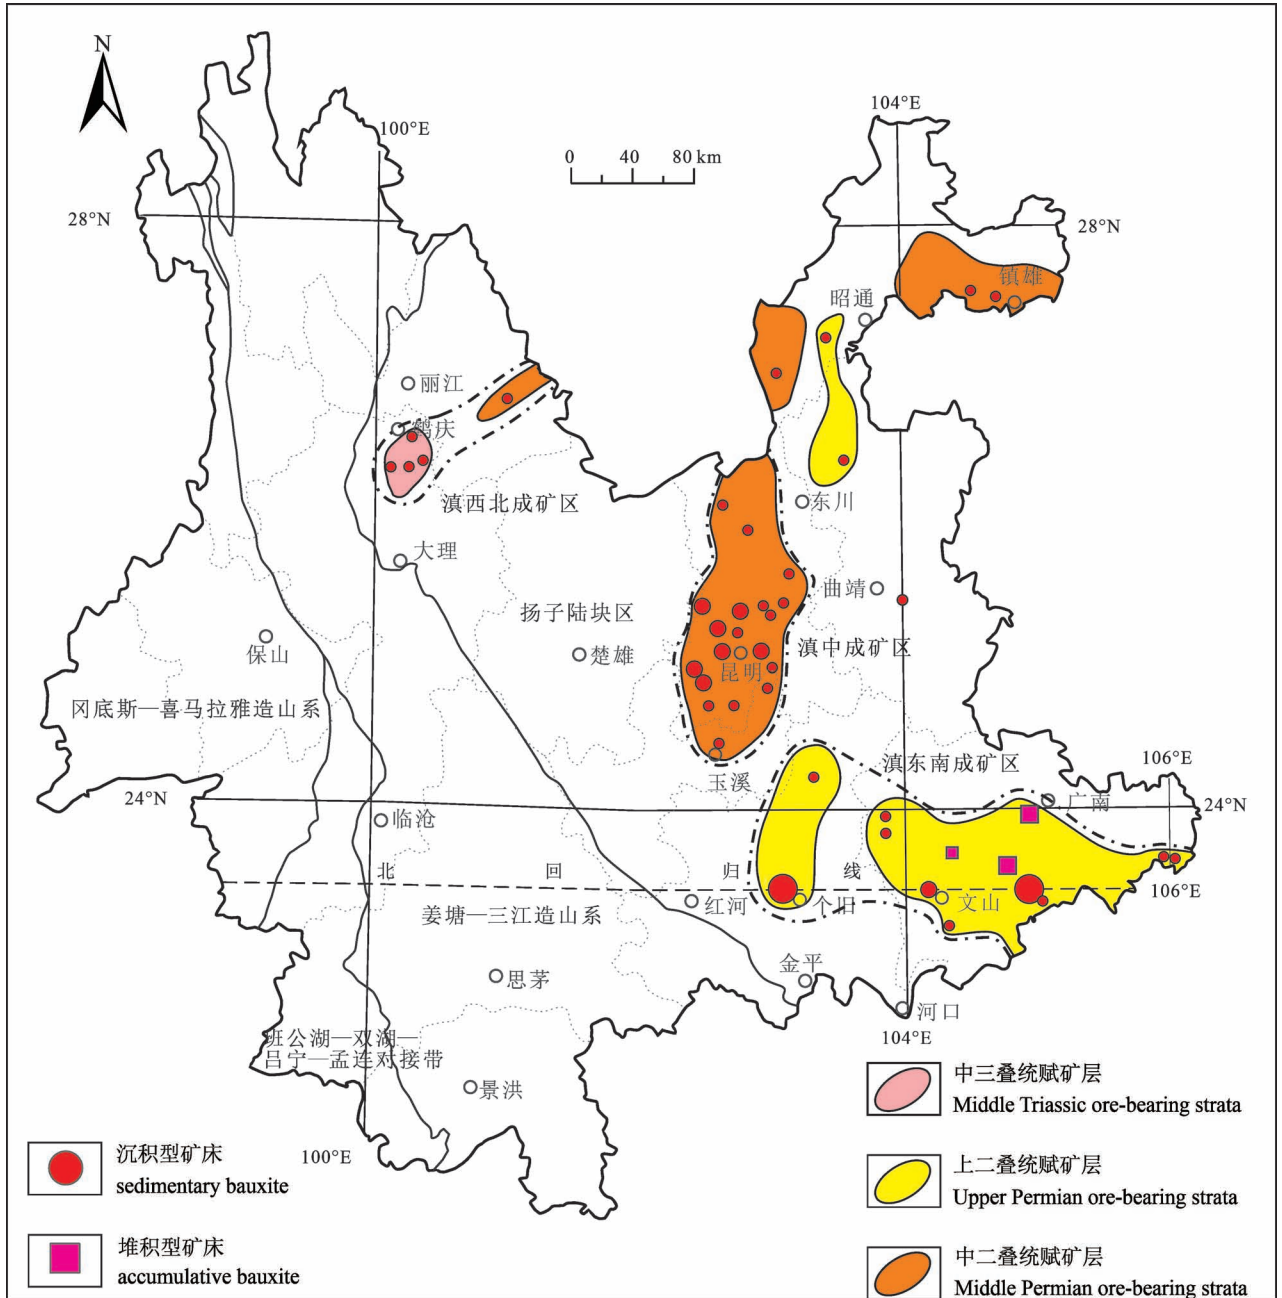 N
104°E
100°E
0 40 80 km
28°N
28°N
镇雄
昭通
丽江
鹤庆
滇西北成矿区
东川
大理
曲靖
扬子陆块区
滇中成矿区
保山
楚雄
昆明
冈底斯—喜马拉雅造山系
滇东南成矿区
106°E
玉溪
24°N
广南
24°N
临沧
北回归线
106°E
红河
个旧
文山
姜塘—三江造山系
金平
思茅
河口
班公湖—双湖—
吕宁—孟连对接带
104°E
景洪
中三叠统赋矿层
Middle Triassic ore-bearing strata
100°E
沉积型矿床
sedimentary bauxite
上二叠统赋矿层
Upper Permian ore-bearing strata
堆积型矿床
accumulative bauxite
中二叠统赋矿层
Middle Permian ore-bearing strata